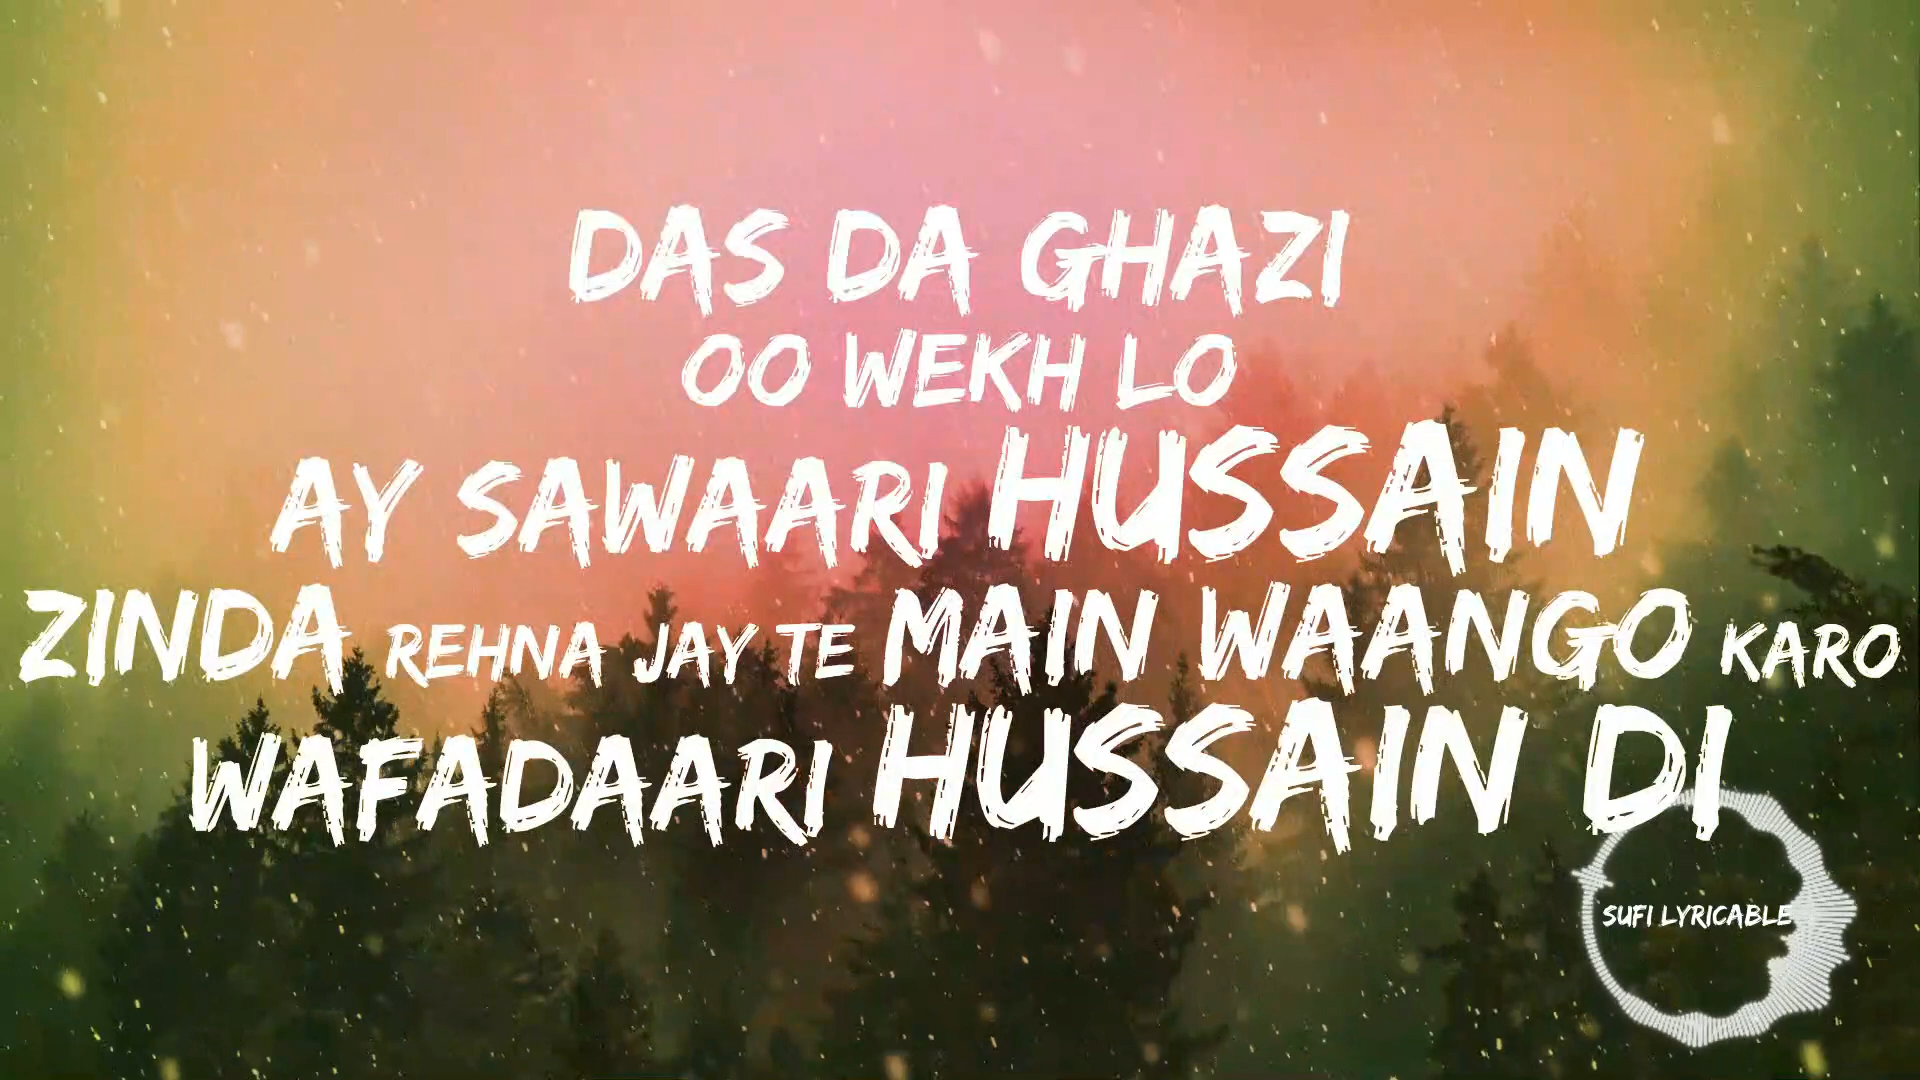 DAS DA GHAZI
OO WEKH LO
AY SAWAARI HUSSAIN
ZINDA REHNA JAY TE MAIN WAANGO KARO
WAFADAARI HUSSAIN DI
SUFI LYRICABLE